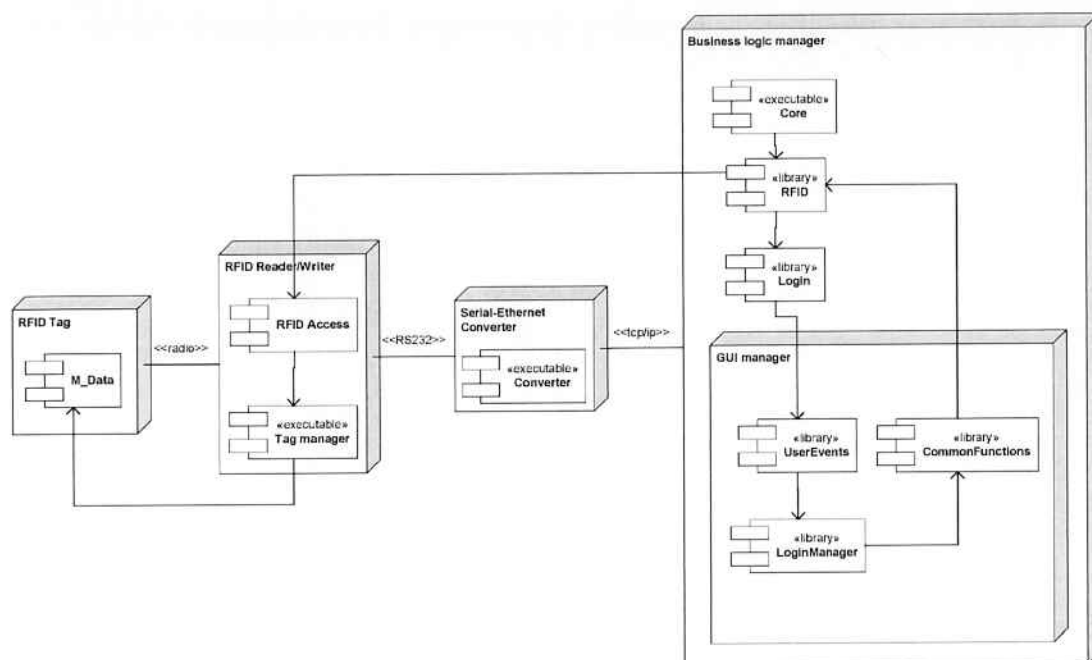 Business logic manager
«executable»
Core
«library»
RFID
«library»
Login
RFID Reader/Writer
RFID Access
«executable»
Tag manager
RFID Tag
M_Data
<<radio>>
<<RS232>>
Serial-Ethernet
Converter
«executable»
Converter
<<tcp/ip>>
GUI manager
«library»
UserEvents
«library»
CommonFunctions
«library»
LoginManager